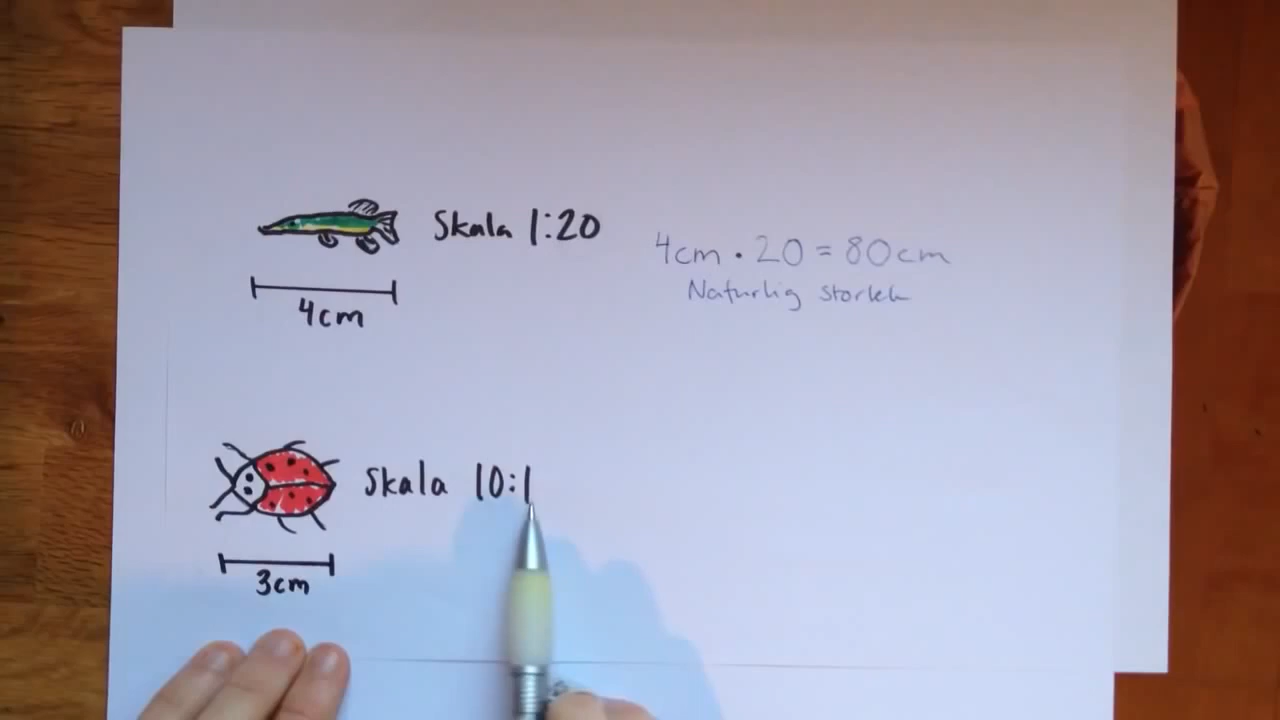 Skala 1:20
4cm · 20 = 80cm
Naturlig storlek
4cm
Skala 10:1
3cm